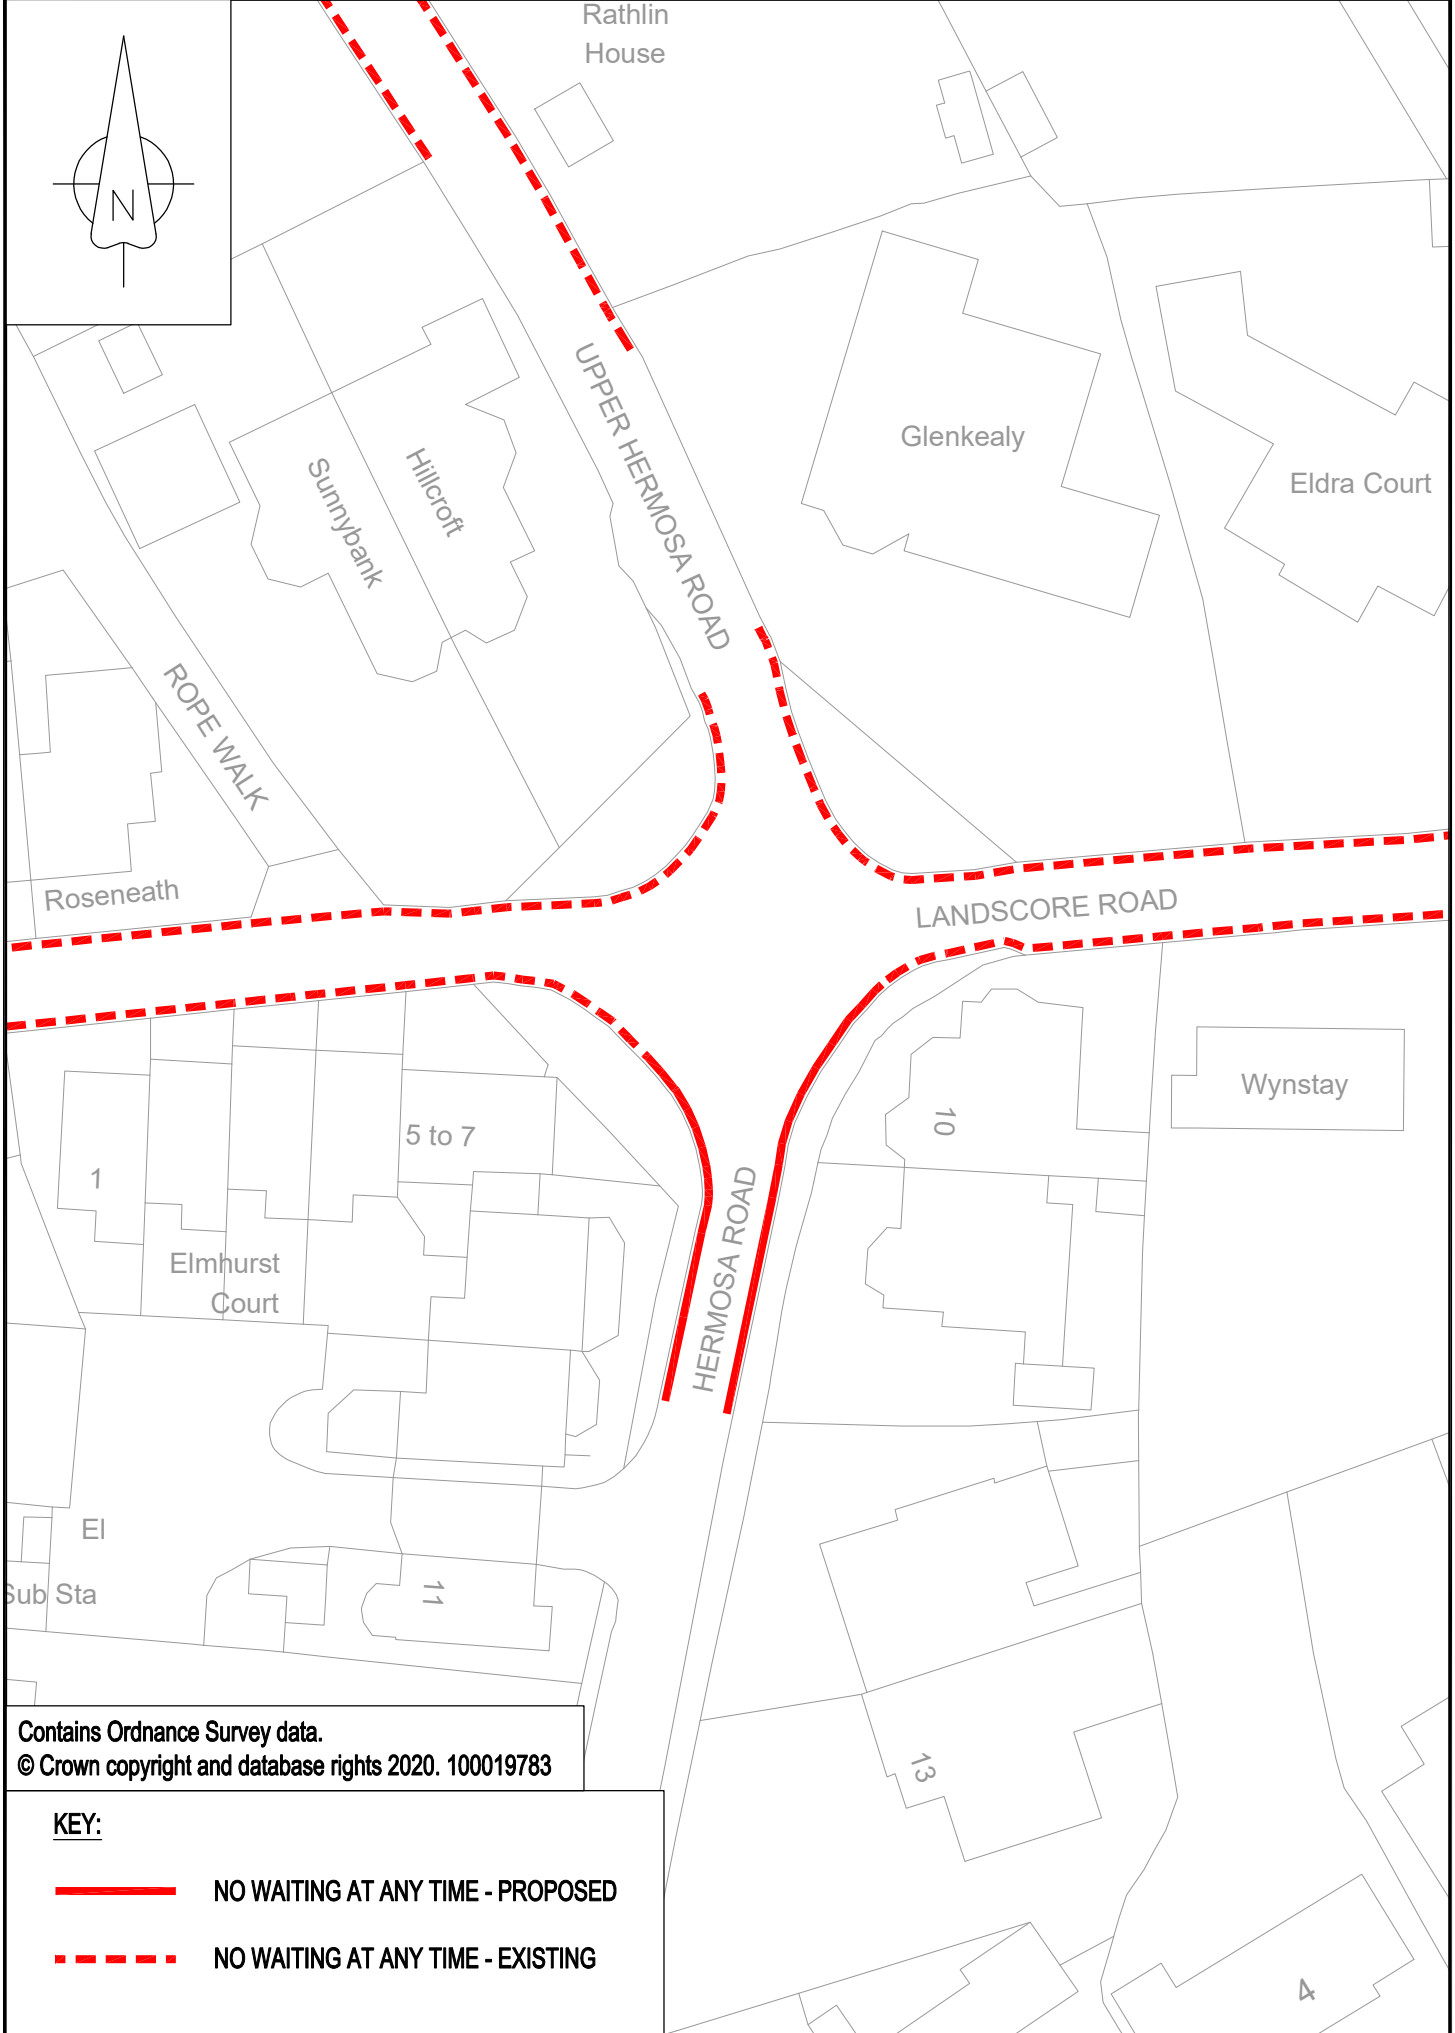 Rathlin
House
N
UPPER HERMOSA ROAD
Glenkealy
Eldra Court
Hillcroft
Sunnybank
ROPE WALK
Roseneath
LANDSCORE ROAD
Wynstay
10
5 to 7
1
HERMOSA ROAD
Elmhurst
Court
El
Sub Sta
11
13
4
Contains Ordnance Survey data.
© Crown copyright and database rights 2020. 100019783
KEY:
NO WAITING AT ANY TIME - PROPOSED
NO WAITING AT ANY TIME - EXISTING